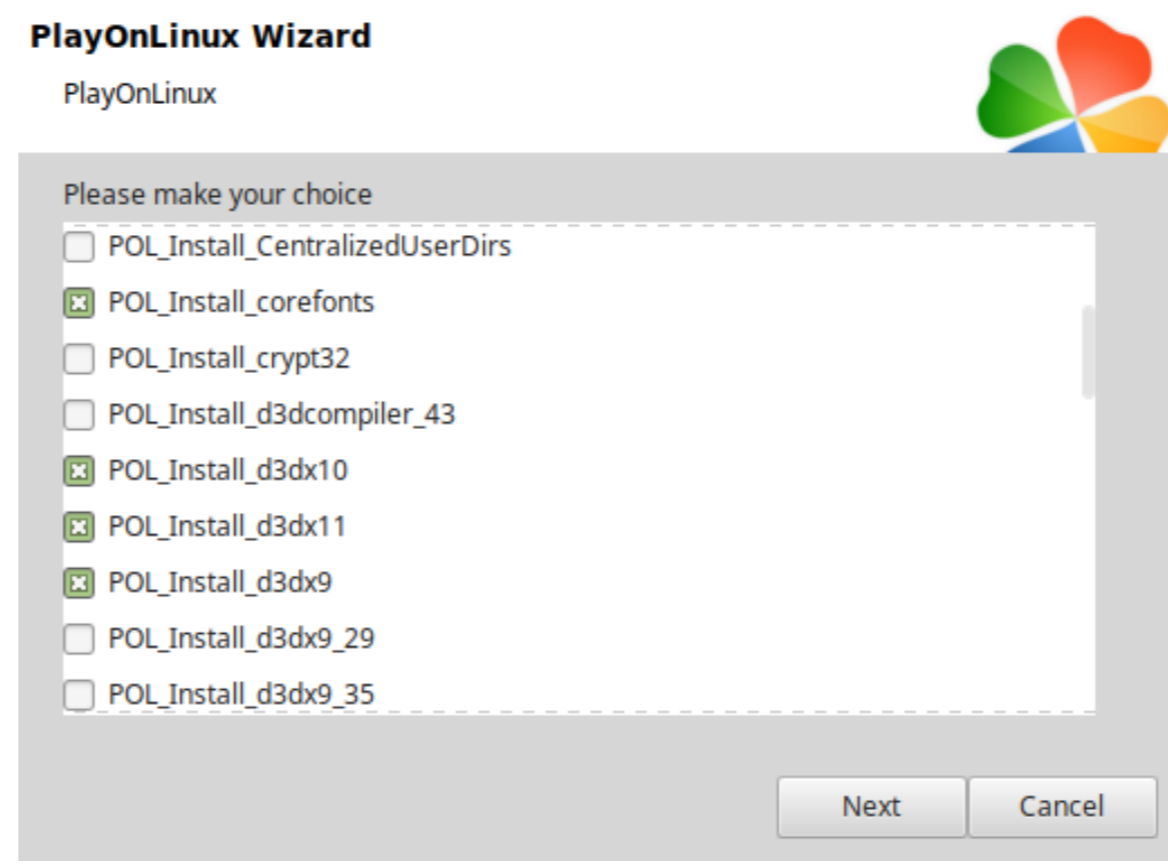 PlayOnLinux Wizard
PlayOnLinux
Please make your choice
POL_Install_CentralizedUserDirs
POL_Install_corefonts
POL_Install_crypt32
POL_Install_d3dcompiler_43
POL_Install_d3dx10
POL_Install_d3dx11
POL_Install_d3dx9
POL_Install_d3dx9_29
POL_Install_d3dx9_35
Next Cancel